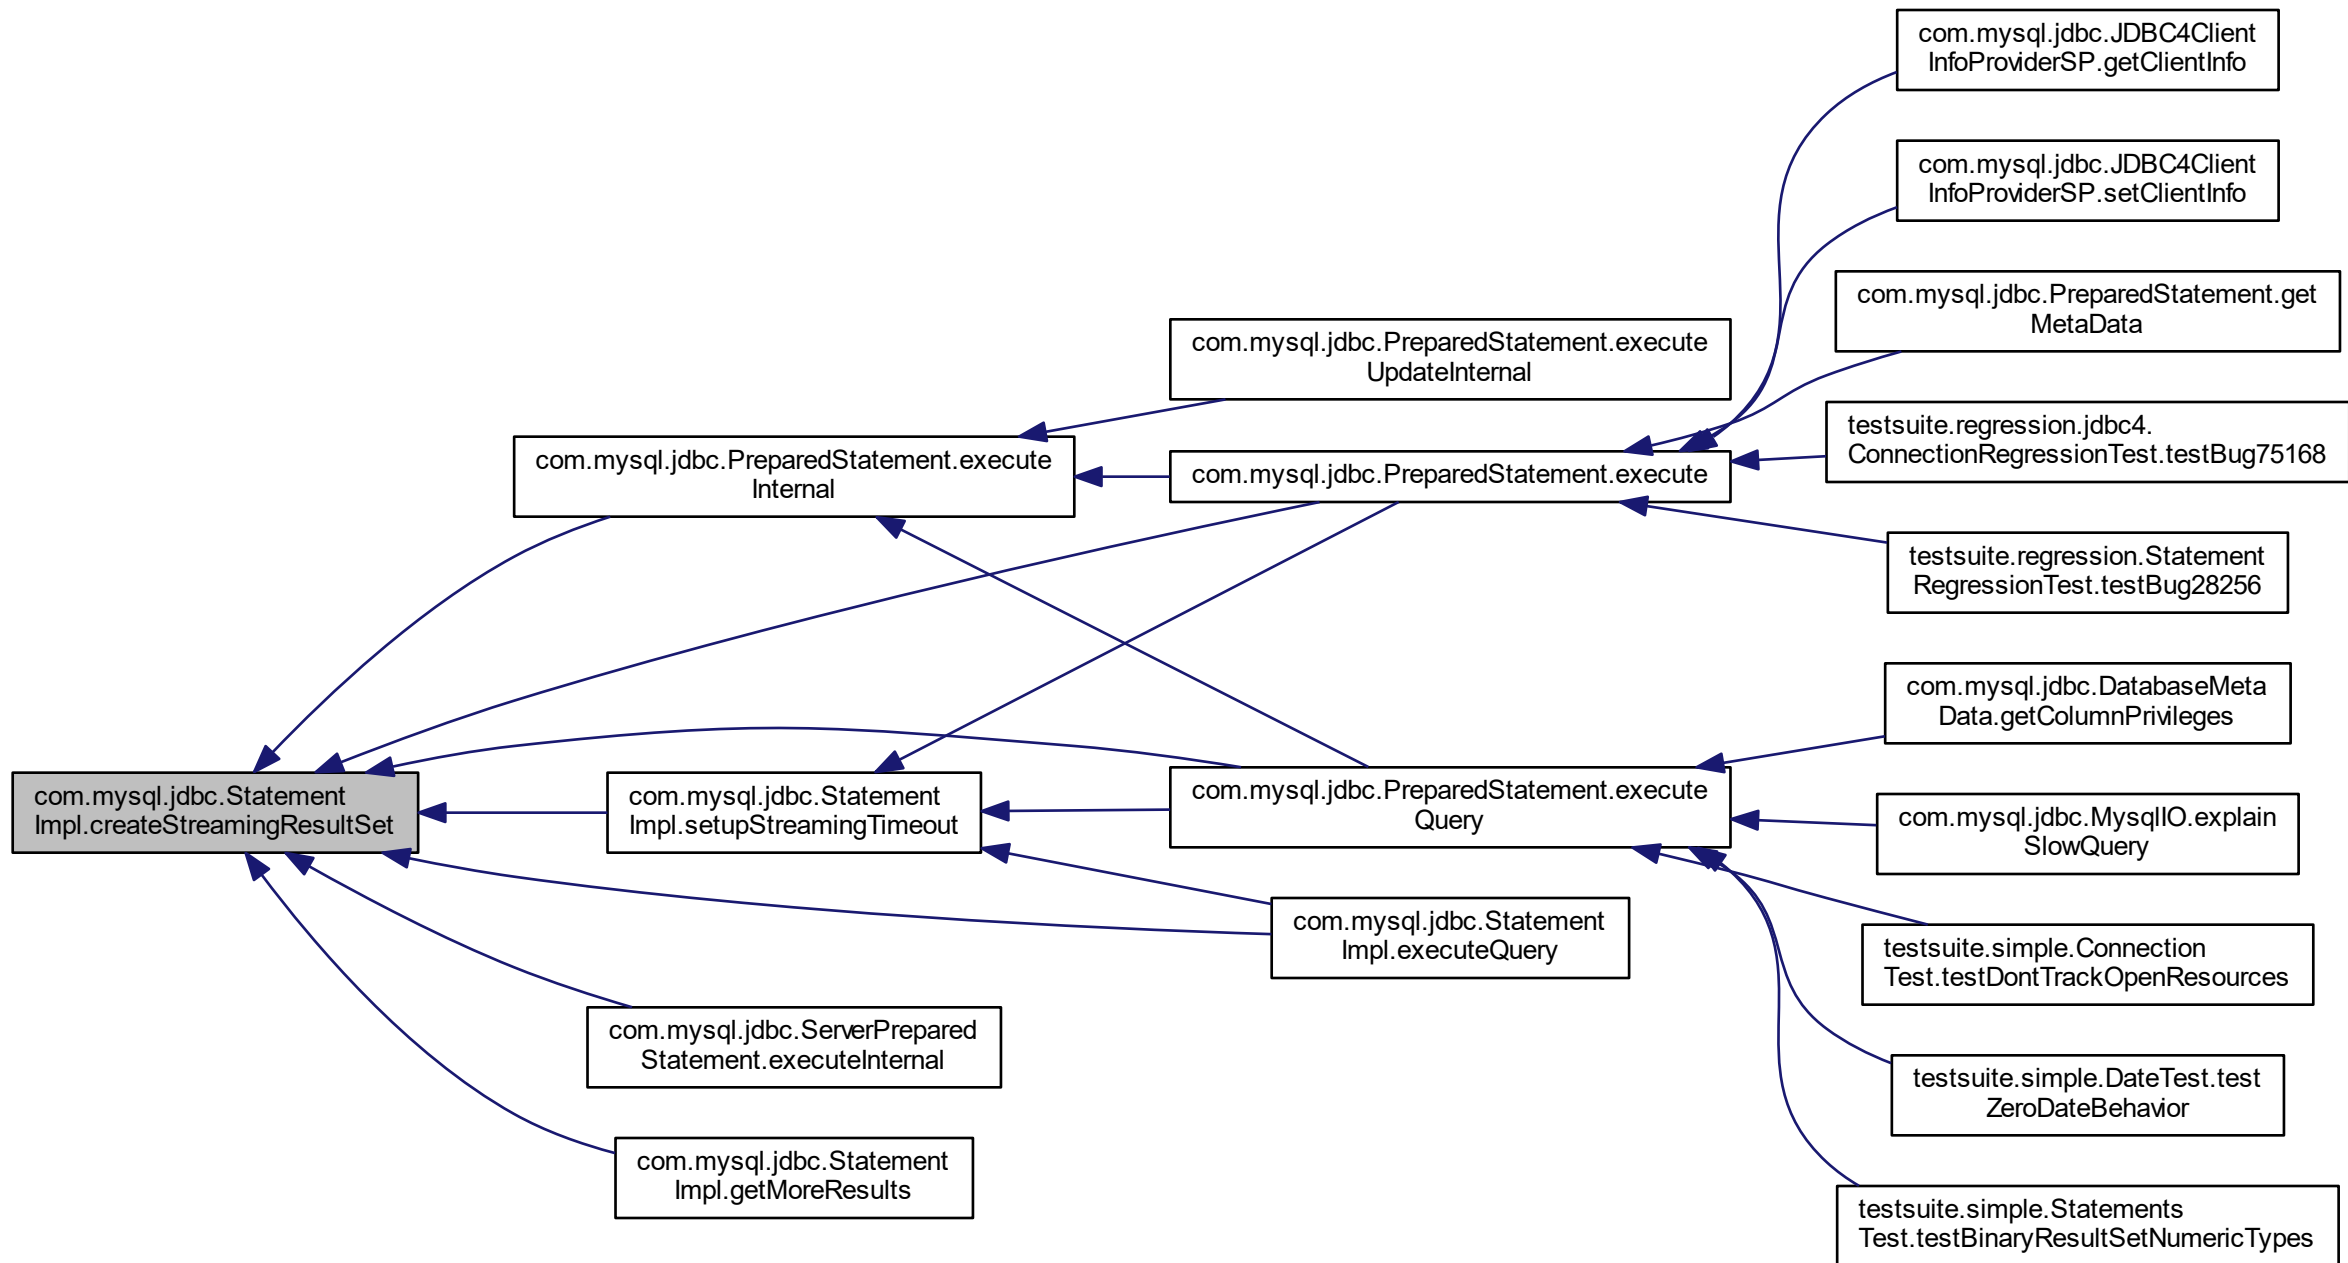 com.mysql.jdbc.JDBC4Client
InfoProviderSP.getClientInfo
com.mysql.jdbc.JDBC4Client
InfoProviderSP.setClientInfo
com.mysql.jdbc.PreparedStatement.get
MetaData
com.mysql.jdbc.PreparedStatement.execute
UpdateInternal
testsuite.regression.jdbc4.
ConnectionRegressionTest.testBug75168
com.mysql.jdbc.PreparedStatement.execute
Internal
com.mysql.jdbc.PreparedStatement.execute
testsuite.regression.Statement
RegressionTest.testBug28256
com.mysql.jdbc.DatabaseMeta
Data.getColumnPrivileges
com.mysql.jdbc.Statement
Impl.createStreamingResultSet
com.mysql.jdbc.Statement
Impl.setupStreamingTimeout
com.mysql.jdbc.PreparedStatement.execute
Query
com.mysql.jdbc.MysqlIO.explain
SlowQuery
com.mysql.jdbc.Statement
Impl.executeQuery
testsuite.simple.Connection
Test.testDontTrackOpenResources
com.mysql.jdbc.ServerPrepared
Statement.executeInternal
testsuite.simple.DateTest.test
ZeroDateBehavior
com.mysql.jdbc.Statement
Impl.getMoreResults
testsuite.simple.Statements
Test.testBinaryResultSetNumericTypes